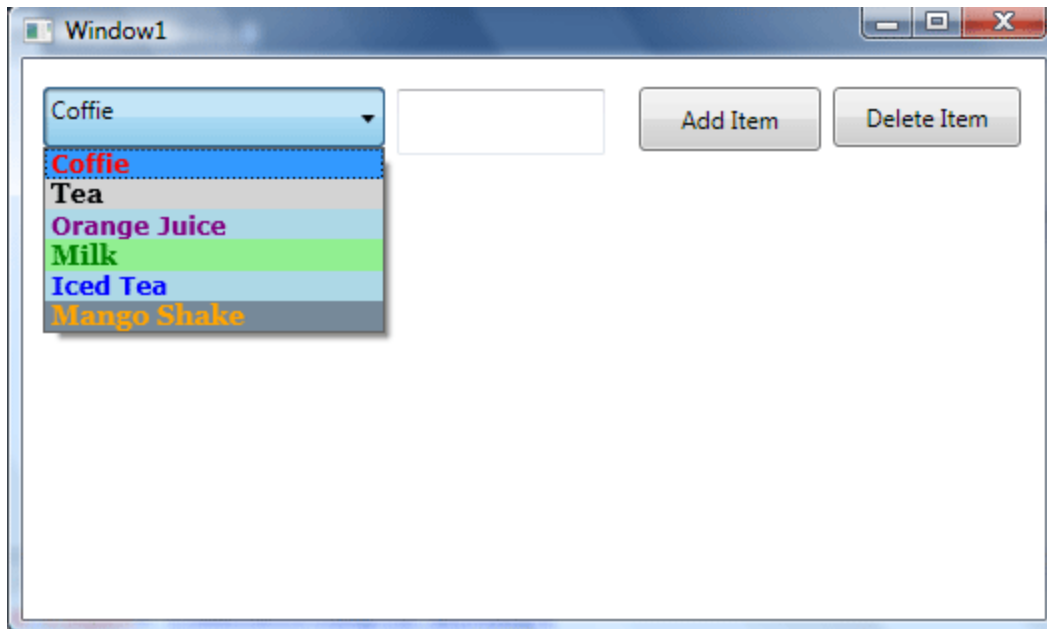 Window1
Coffie
Add Item
Delete Item
Coffie
Tea
Orange Juice
Milk
Iced Tea
Mango Shake